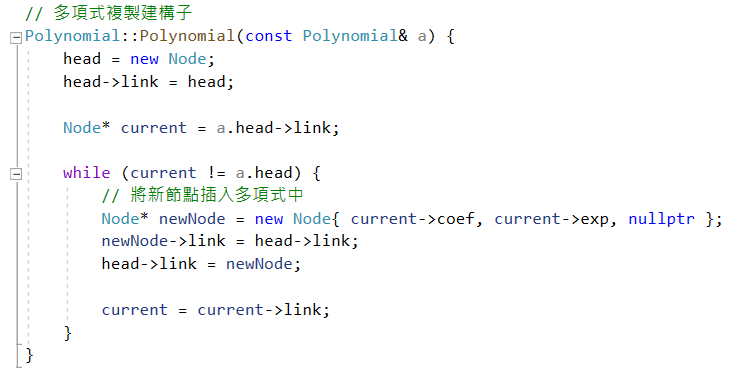 // 多項式複製建構子
Polynomial::Polynomial(const Polynomial& a) {
    head = new Node;
    head->link = head;

    Node* current = a.head->link;

    while (current != a.head) {
        // 將新節點插入多項式中
        Node* newNode = new Node{ current->coef, current->exp, nullptr };
        newNode->link = head->link;
        head->link = newNode;

        current = current->link;
    }
}